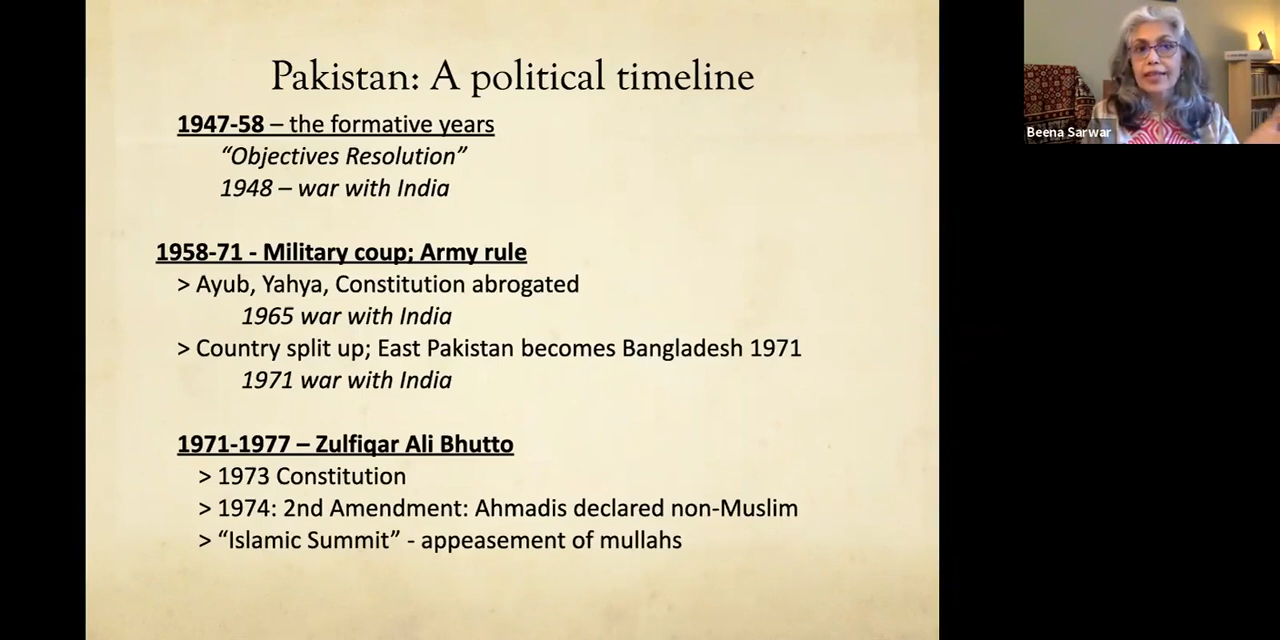 Pakistan: A political timeline
1947-58 – the formative years
“Objectives Resolution”
1948 – war with India
1958-71 - Military coup; Army rule
> Ayub, Yahya, Constitution abrogated
1965 war with India
> Country split up; East Pakistan becomes Bangladesh 1971
1971 war with India
1971-1977 – Zulfiqar Ali Bhutto
> 1973 Constitution
> 1974: 2nd Amendment: Ahmadis declared non-Muslim
> “Islamic Summit” - appeasement of mullahs
Beena Sarwar